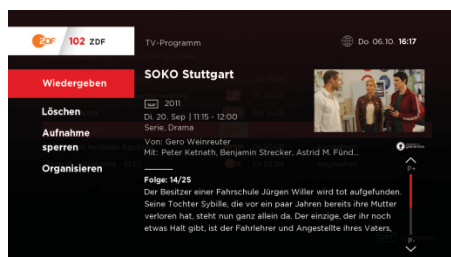 ZDF 102 ZDF
TV-Programm
Do 06.10. 16:17
Wiedergeben
Löschen
Aufnahme
sperren
Organisieren
SOKO Stuttgart
2011
Di. 20. Sep | 11:15 - 12:00
Serie, Drama
Von: Gero Weinreuter
Mit: Peter Ketnath, Benjamin Strecker, Astrid M. Fünd...
Folge: 14/25
Der Besitzer einer Fahrschule Jürgen Willer wird tot aufgefunden.
Seine Tochter Sybille, die vor ein paar Jahren bereits ihre Mutter
verloren hat, steht nun ganz allein da. Der einzige, der ihr noch
etwas Halt gibt, ist der Fahrlehrer und Angestellte ihres Vaters,
P+
P-